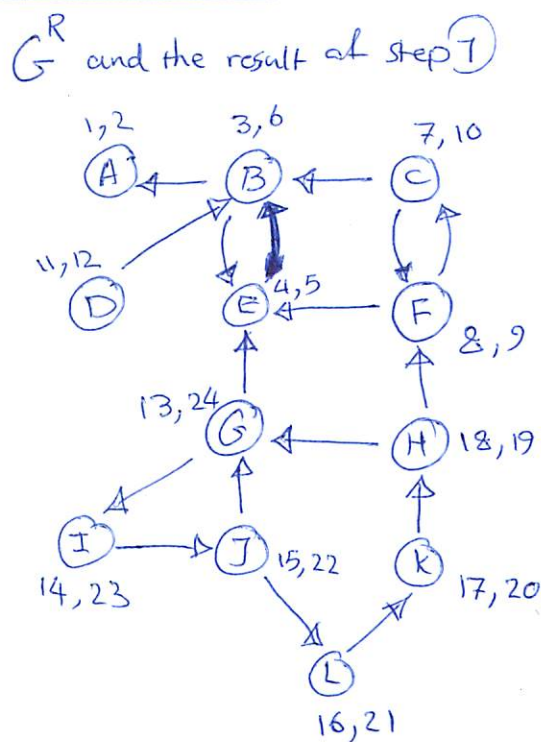 G^R and the result at step 1
1,2
3,6
7,10
A
B
C
11,12
D
E
4,5
F
8,9
13,24
G
H
18,19
I
J
15,22
K
17,20
14,23
L
16,21